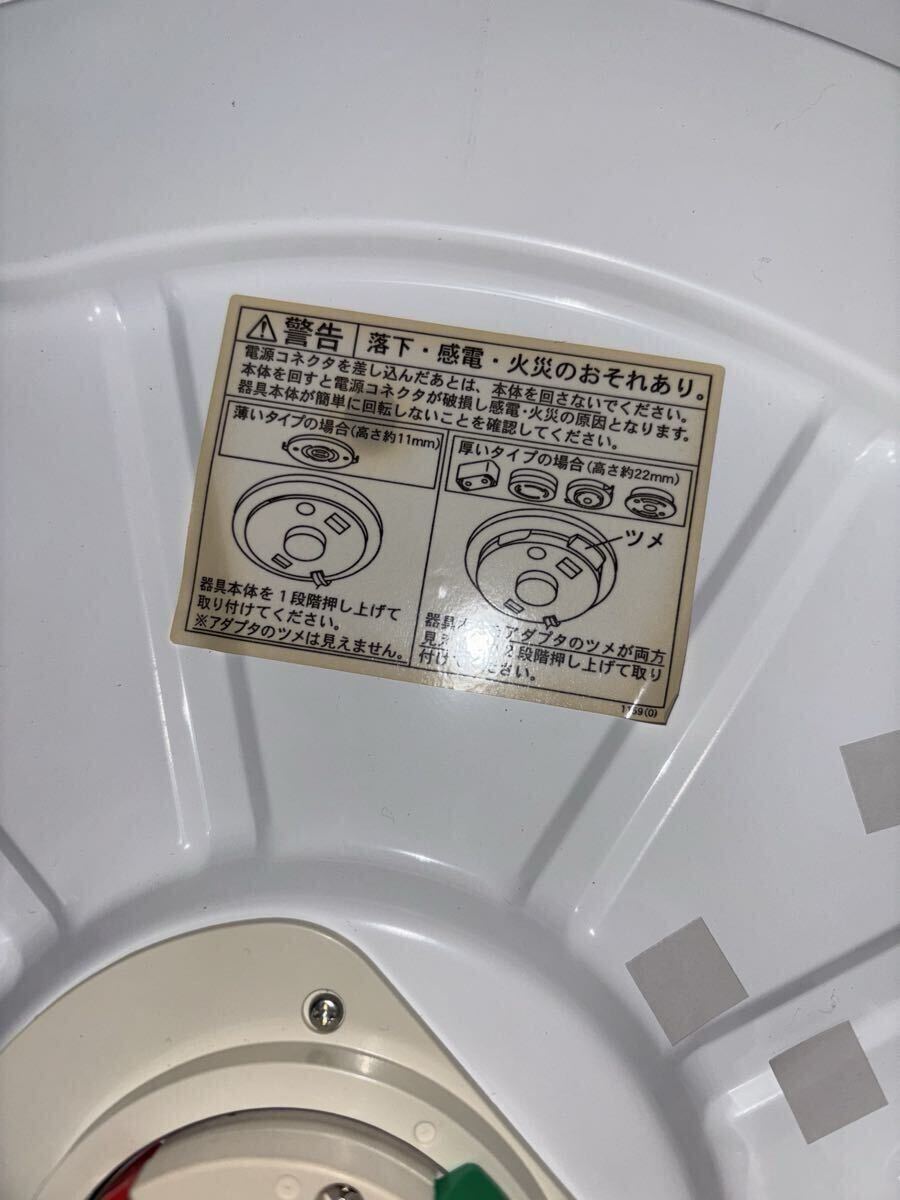 ⚠警告 落下・感電・火災のおそれあり。
電源コネクタを差し込んだあとは、本体を回さないでください。
本体を回すと電源コネクタが破損し感電・火災の原因となります。
器具本体が簡単に回転しないことを確認してください。
薄いタイプの場合(高さ約11mm)
器具本体を1段階押し上げて
取り付けてください。
※アダプタのツメは見えません。
厚いタイプの場合(高さ約22mm)
ツメ
器具 アダプタのツメが両方
見え 2段階押し上げて取り
付けてください。
1159(0)